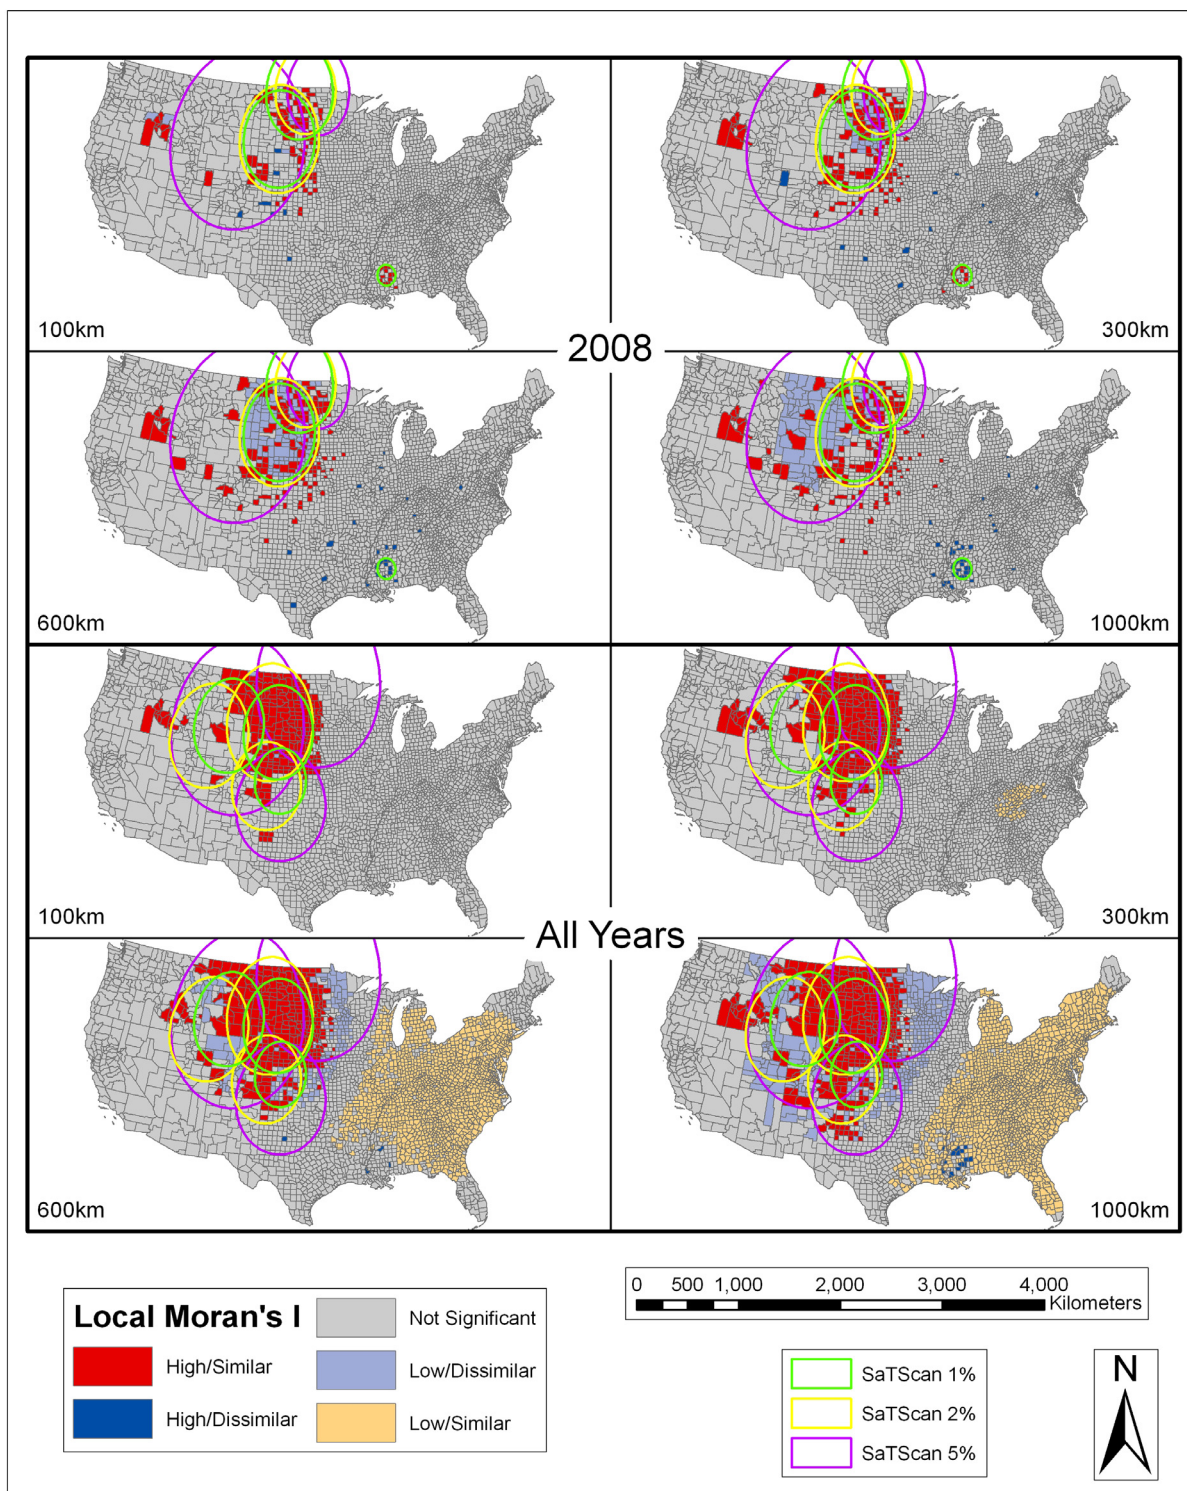 100km
300km
2008
600km
1000km
100km
300km
All Years
600km
1000km
Local Moran's I
Not Significant
High/Similar
Low/Dissimilar
High/Dissimilar
Low/Similar
0 500 1,000 2,000 3,000 4,000
Kilometers
SaTScan 1%
SaTScan 2%
SaTScan 5%
N